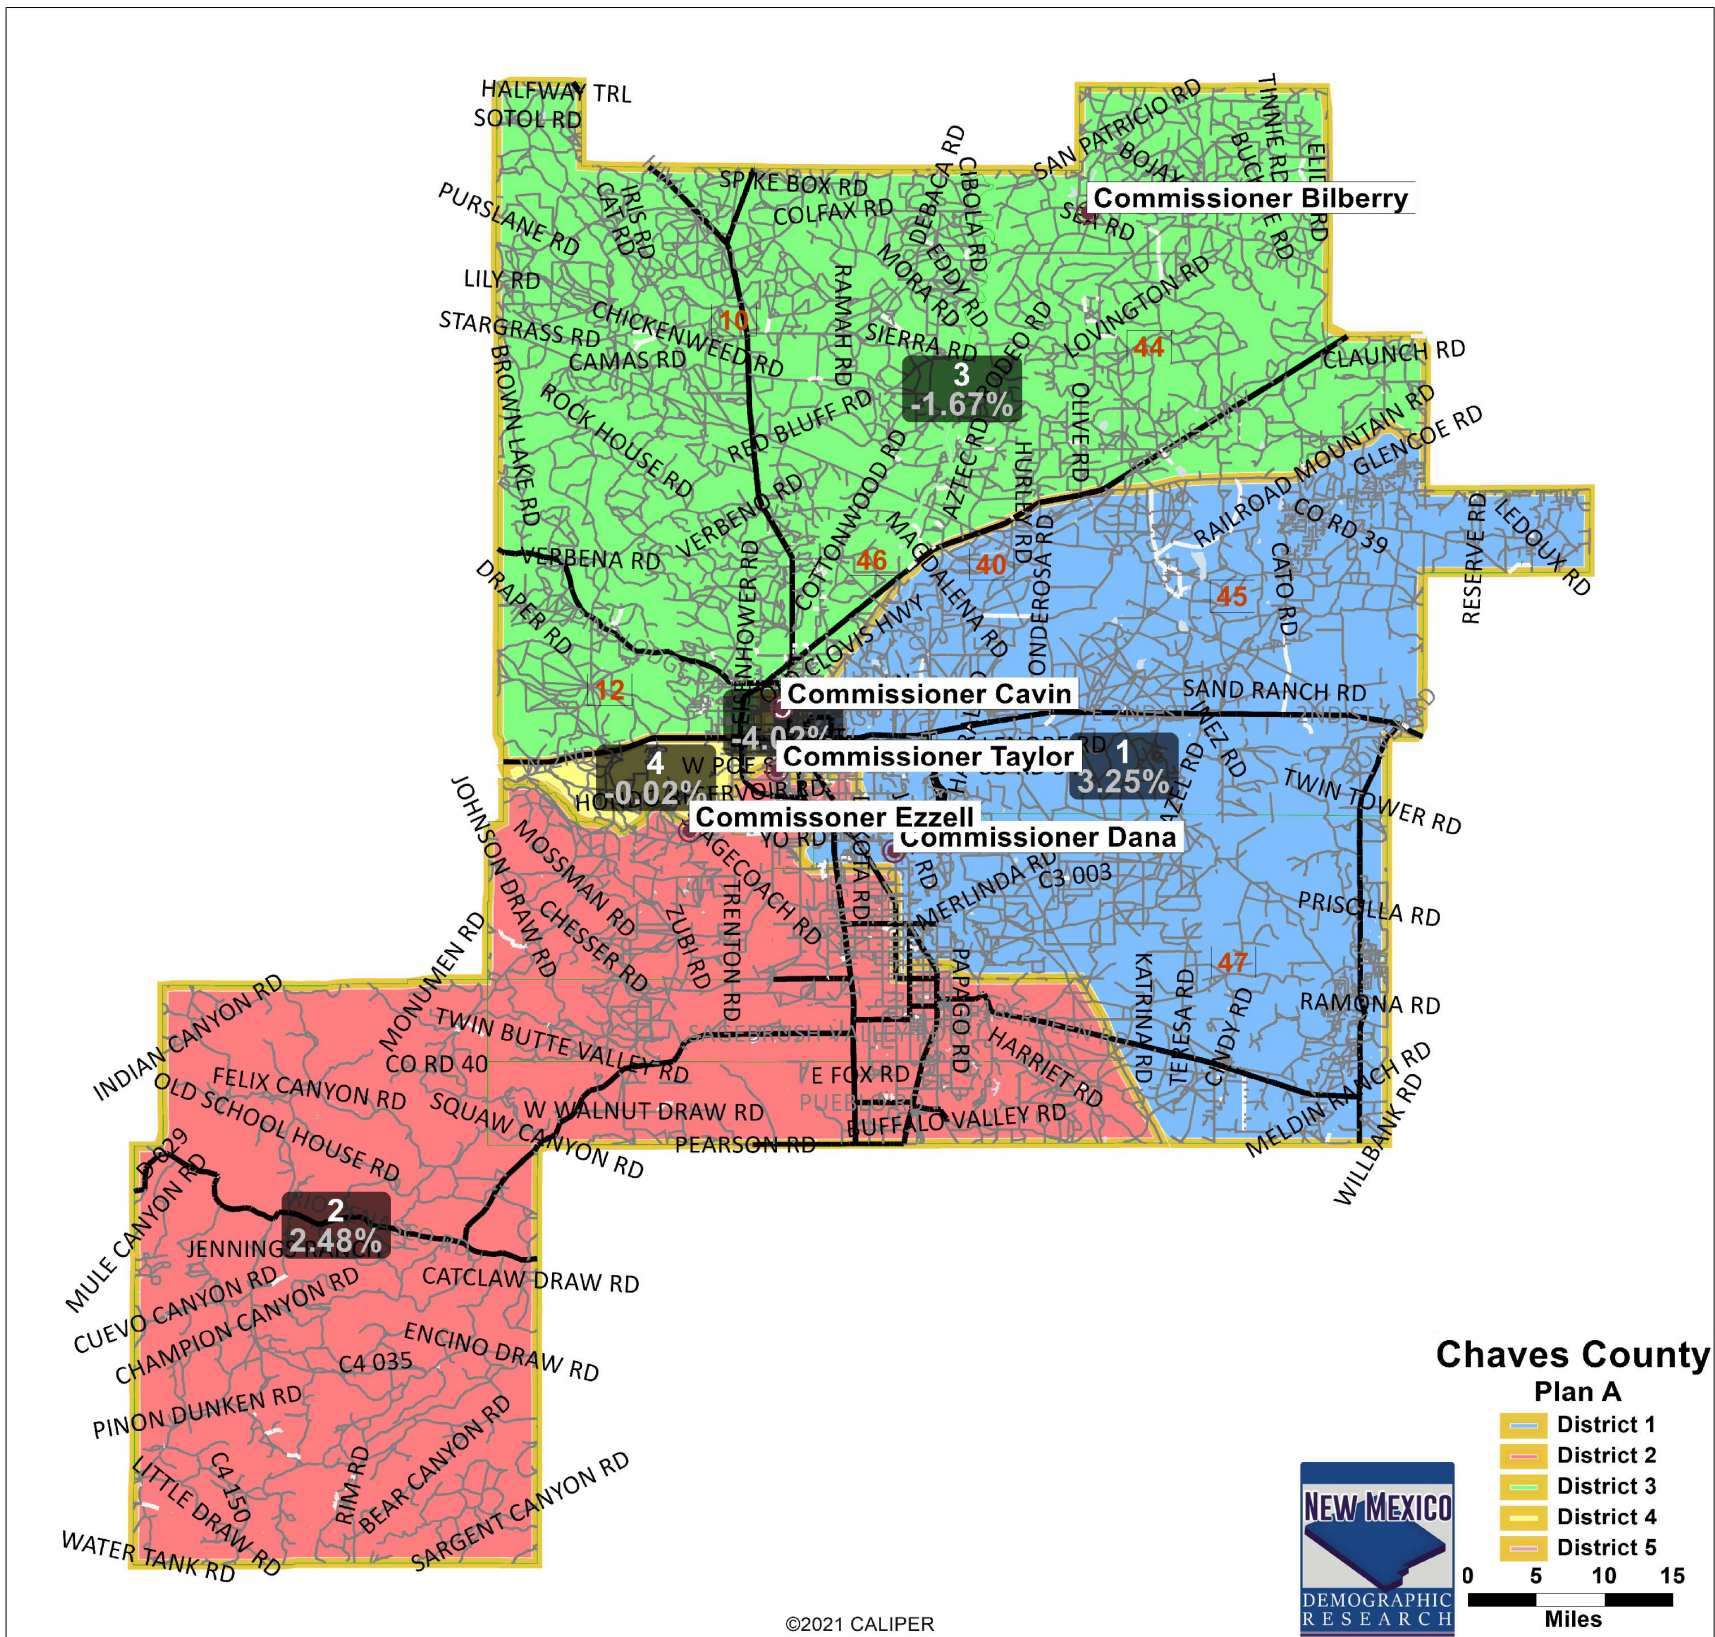 HALFWAY TRL
SOTOL RD
SAN PATRICIO RD
TINNIE RD
BOJAX
SPIKE BOX RD
COLFAX RD
DEBACA RD
CIBOLA RD
IRIS RD
CAT RD
PURSLANE RD
Commissioner Bilberry
SEA RD
LILY RD
MORA RD
EDDY RD
RAMAH RD
LOVINGTON RD
STARGRASS RD
CHICKENWEED RD
CAMAS RD
10
SIERRA RD
RODEO RD
44
CLAUNCH RD
3
-1.67%
BROWN LAKE RD
ROCK HOUSE RD
RED BLUFF RD
OLIVE RD
AZTEC RD
HURLEY RD
RAILROAD MOUNTAIN RD
GLENCOE RD
VERBENO RD
COTTONWOOD RD
CO RD 39
RESERVE RD
LEDOUX RD
VERBENA RD
DRAPER RD
46
MAGDALENA RD
40
45
CATO RD
CLOVIS HWY
12
Commissioner Cavin
SAND RANCH RD
E 2ND ST
2ND ST
-4.02%
Commissioner Taylor
1
3.25%
INEZ RD
TWIN TOWER RD
4
-0.02%
W POE
Commissoner Ezzell
Commissioner Dana
JOHNSON DRAW RD
MOSSMAN RD
CHESSER RD
ZUBI RD
TRENTON RD
MERLINDA RD
C3 003
PRISCILLA RD
47
INDIAN CANYON RD
PAPAGO RD
KATRINA RD
TERESA RD
CINDY RD
RAMONA RD
TWIN BUTTE VALLEY RD
SAGEBRUSH VALLEY
CO RD 40
HARRIET RD
E FOX RD
FELIX CANYON RD
OLD SCHOOL HOUSE RD
SQUAW CANYON RD
W WALNUT DRAW RD
BUFFALO VALLEY RD
PEARSON RD
MELDIN RANCH RD
WILLBANK RD
MULE CANYON RD
2
2.48%
CATCLAW DRAW RD
CUEVO CANYON RD
CHAMPION CANYON RD
ENCINO DRAW RD
C4 035
PINON DUNKEN RD
C4 150
RIM RD
BEAR CANYON RD
LITTLE DRAW RD
SARGENT CANYON RD
WATER TANK RD
Chaves County
Plan A
District 1
District 2
District 3
District 4
District 5
0 5 10 15
Miles
NEW MEXICO
DEMOGRAPHIC
RESEARCH
©2021 CALIPER